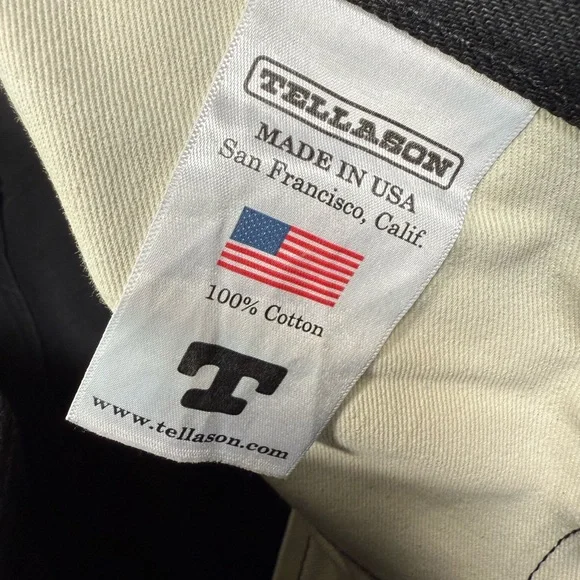 TELLASON
MADE IN USA
San Francisco, Calif.
100% Cotton
T
www.tellason.com